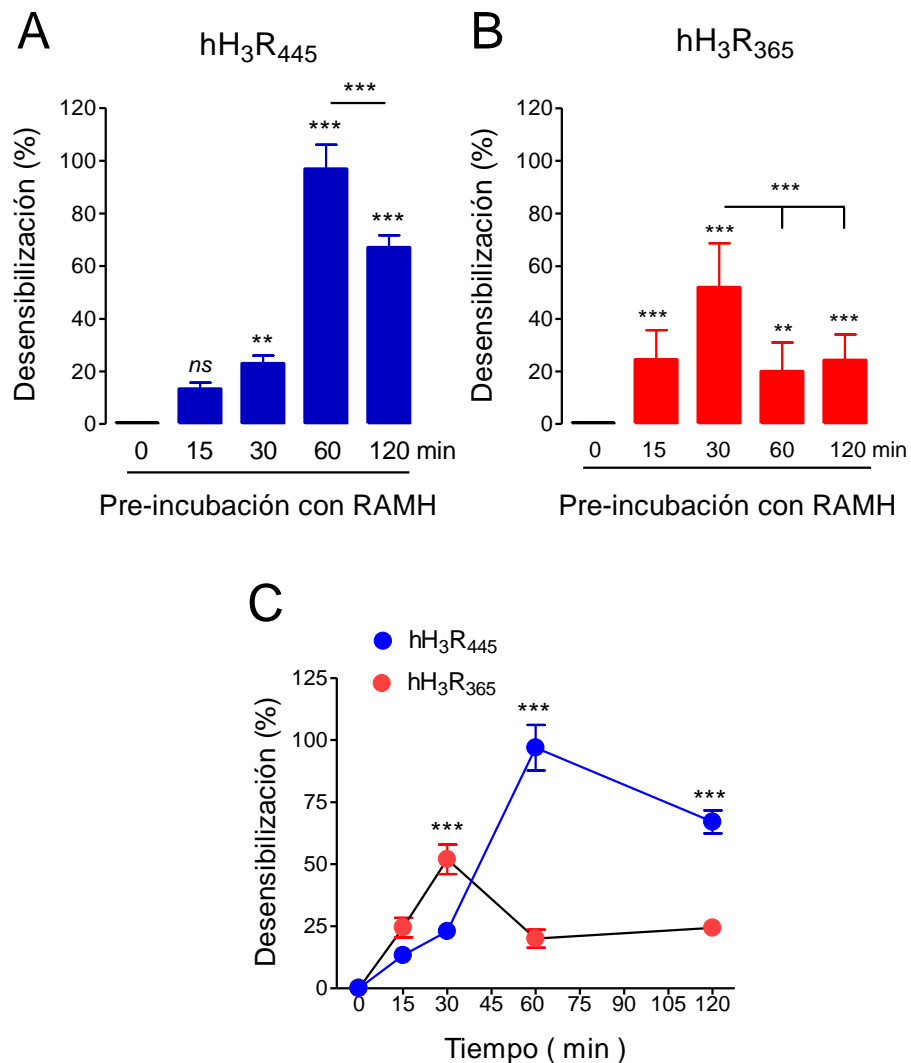 A
hH₃R₄₄₅
Desensibilización (%)
120
100
80
60
40
20
0
ns
**
***
***
***
0 15 30 60 120 min
Pre-incubación con RAMH
B
hH₃R₃₆₅
Desensibilización (%)
120
100
80
60
40
20
0
***
***
**
***
***
0 15 30 60 120 min
Pre-incubación con RAMH
C
hH₃R₄₄₅
hH₃R₃₆₅
Desensibilización (%)
125
100
75
50
25
0
***
***
***
0 15 30 45 60 75 90 105 120
Tiempo ( min )